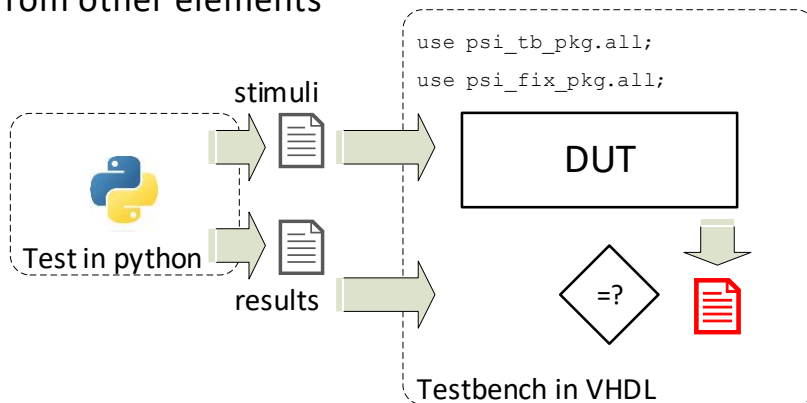 rom other elements
use psi_tb_pkg.all;
use psi_fix_pkg.all;
stimuli
DUT
Test in python
results
=?
Testbench in VHDL